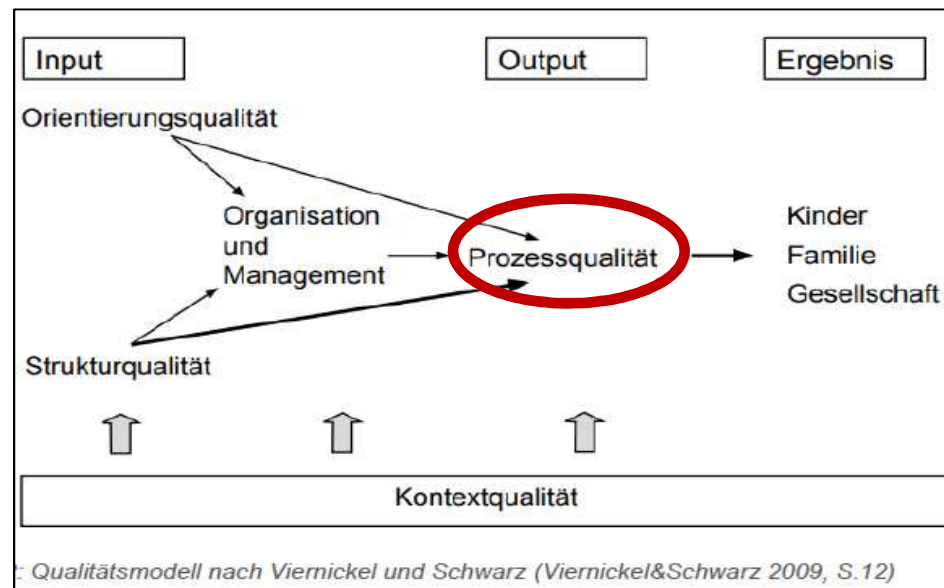 Input
Output
Ergebnis
Orientierungsqualität
Organisation
und
Management
Prozessqualität
Kinder
Familie
Gesellschaft
Strukturqualität
Kontextqualität
: Qualitätsmodell nach Viernickel und Schwarz (Viernickel&Schwarz 2009, S.12)